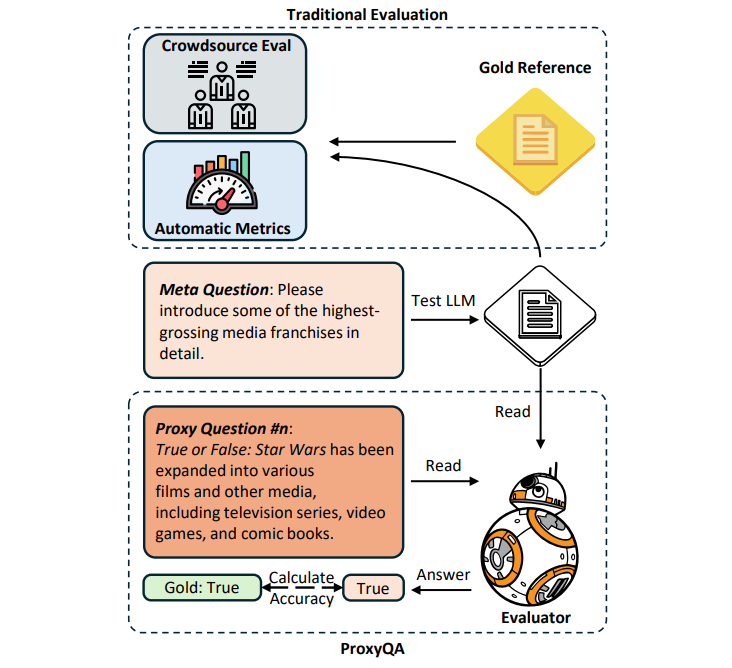 Traditional Evaluation
Crowdsource Eval
Gold Reference
Automatic Metrics
Meta Question: Please
introduce some of the highest-
grossing media franchises in
detail.
Test LLM
Read
Proxy Question #n:
True or False: Star Wars has been
expanded into various
films and other media,
including television series, video
games, and comic books.
Read
Gold: True
Calculate
Accuracy
True
Answer
Evaluator
ProxyQA